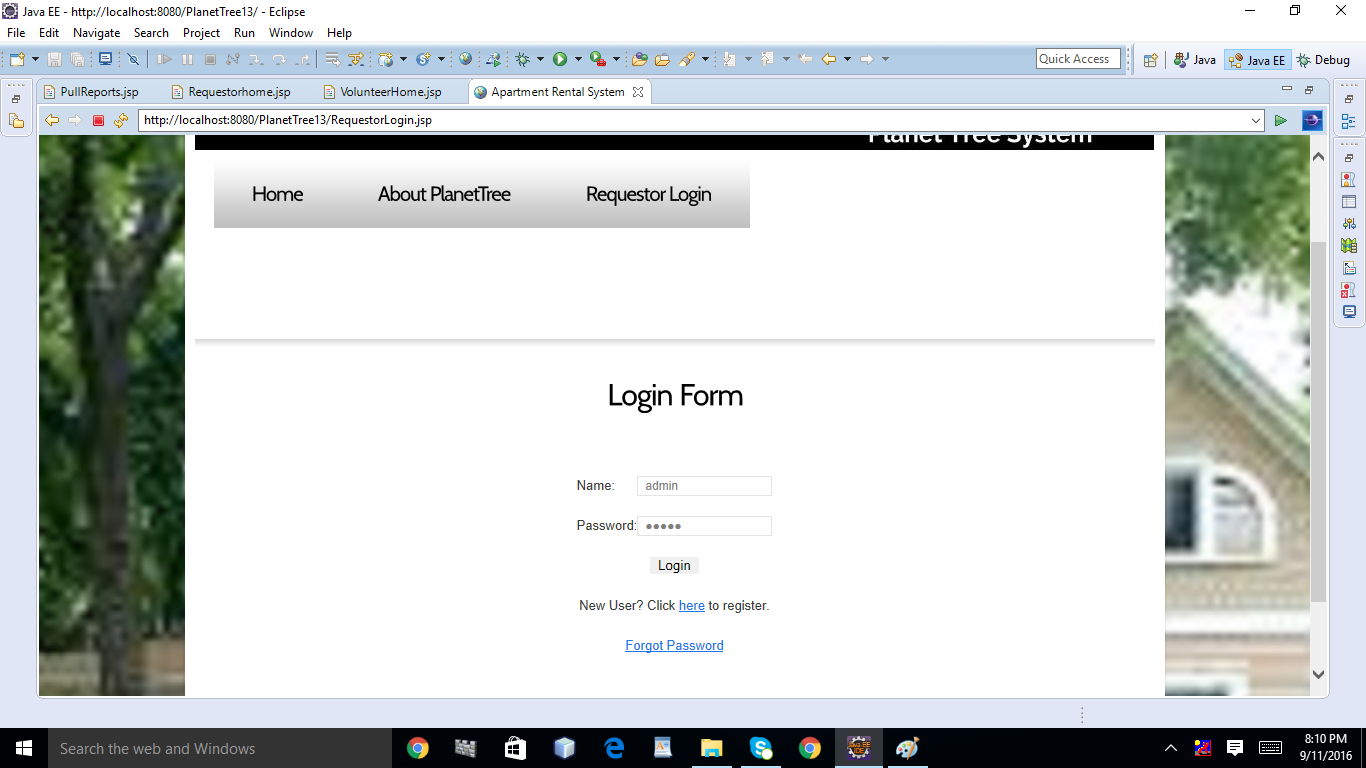 Java EE - http://localhost:8080/PlanetTree13/ - Eclipse
File Edit Navigate Search Project Run Window Help
Quick Access Java Java EE Debug
PullReports.jsp Requestorhome.jsp VolunteerHome.jsp Apartment Rental System
http://localhost:8080/PlanetTree13/RequestorLogin.jsp
Planet Tree System
Home About PlanetTree Requestor Login
Login Form
Name: admin
Password: •••••
Login
New User? Click here to register.
Forgot Password
Search the web and Windows
8:10 PM
9/11/2016